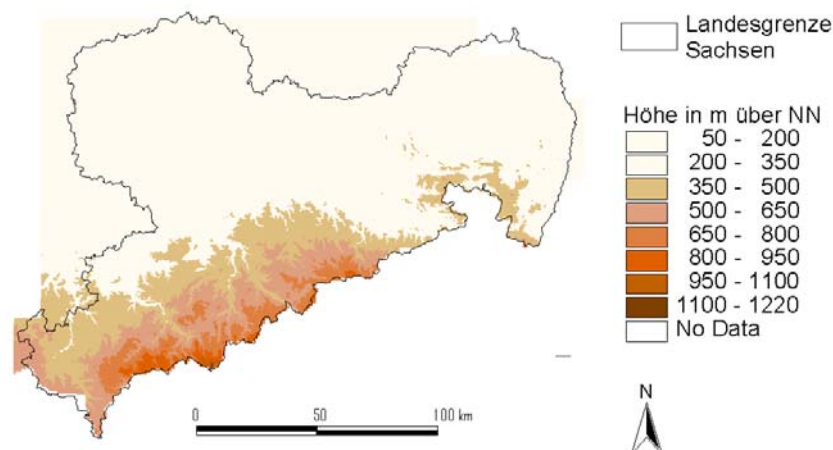 Landesgrenze
Sachsen
Höhe in m über NN
50 - 200
200 - 350
350 - 500
500 - 650
650 - 800
800 - 950
950 - 1100
1100 - 1220
No Data
N
0 50 100 km